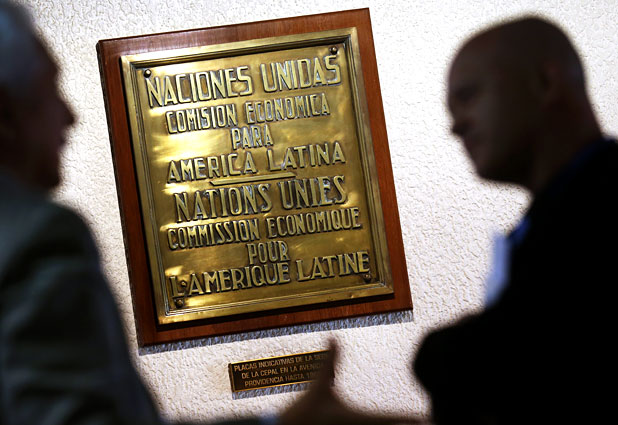 NACIONES UNIDAS
COMISION ECONOMICA
PARA
AMERICA LATINA
NATIONS UNIES
COMMISSION ECONOMIQUE
POUR
L'AMERIQUE LATINE
PLACAS INDICATIVAS DE LA
DE LA CEPAL EN LA
PROVIDENCIA HASTA